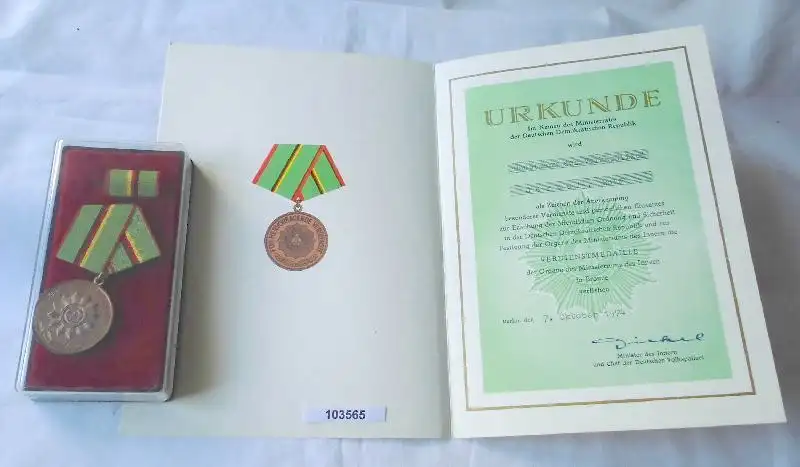 URKUNDE
Im Namen des Ministerrates
der Deutschen Demokratischen Republik
wird
als Zeichen der Anerkennung
besonderer Verdienste und persönlichen Einsatzes
zur Erhöhung der öffentlichen Ordnung und Sicherheit
in der Deutschen Demokratischen Republik und zur
Festigung der Organe des Ministeriums des Innern die
VERDIENSTMEDAILLE
der Organe des Ministeriums des Innern
in Bronze
verliehen
Berlin, den 7. Oktober 1974
Minister des Innern
und Chef der Deutschen Volkspolizei
103565